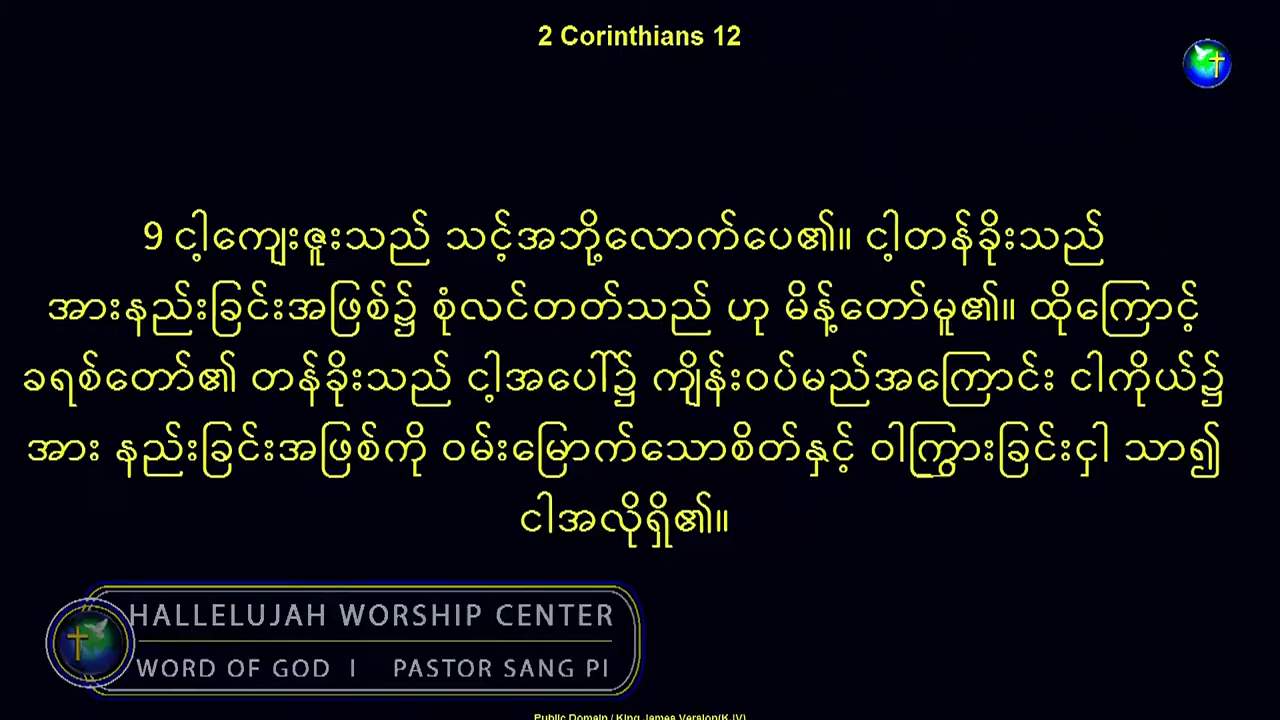 2 Corinthians 12
9 ငါ့ကျေးဇူးသည် သင့်အဘို့လောက်ပေ၏။ ငါ့တန်ခိုးသည်
အားနည်းခြင်းအဖြစ်၌ စုံလင်တတ်သည် ဟု မိန့်တော်မူ၏။ ထိုကြောင့်
ခရစ်တော်၏ တန်ခိုးသည် ငါ့အပေါ်၌ ကျိန်းဝပ်မည်အကြောင်း ငါကိုယ်၌
အား နည်းခြင်းအဖြစ်ကို ဝမ်းမြောက်သောစိတ်နှင့် ဝါကြွားခြင်းငှါ သာ၍
ငါအလိုရှိ၏။
HALLELUJAH WORSHIP CENTER
WORD OF GOD I PASTOR SANG PI
Public Domain / King James Version(KJV)